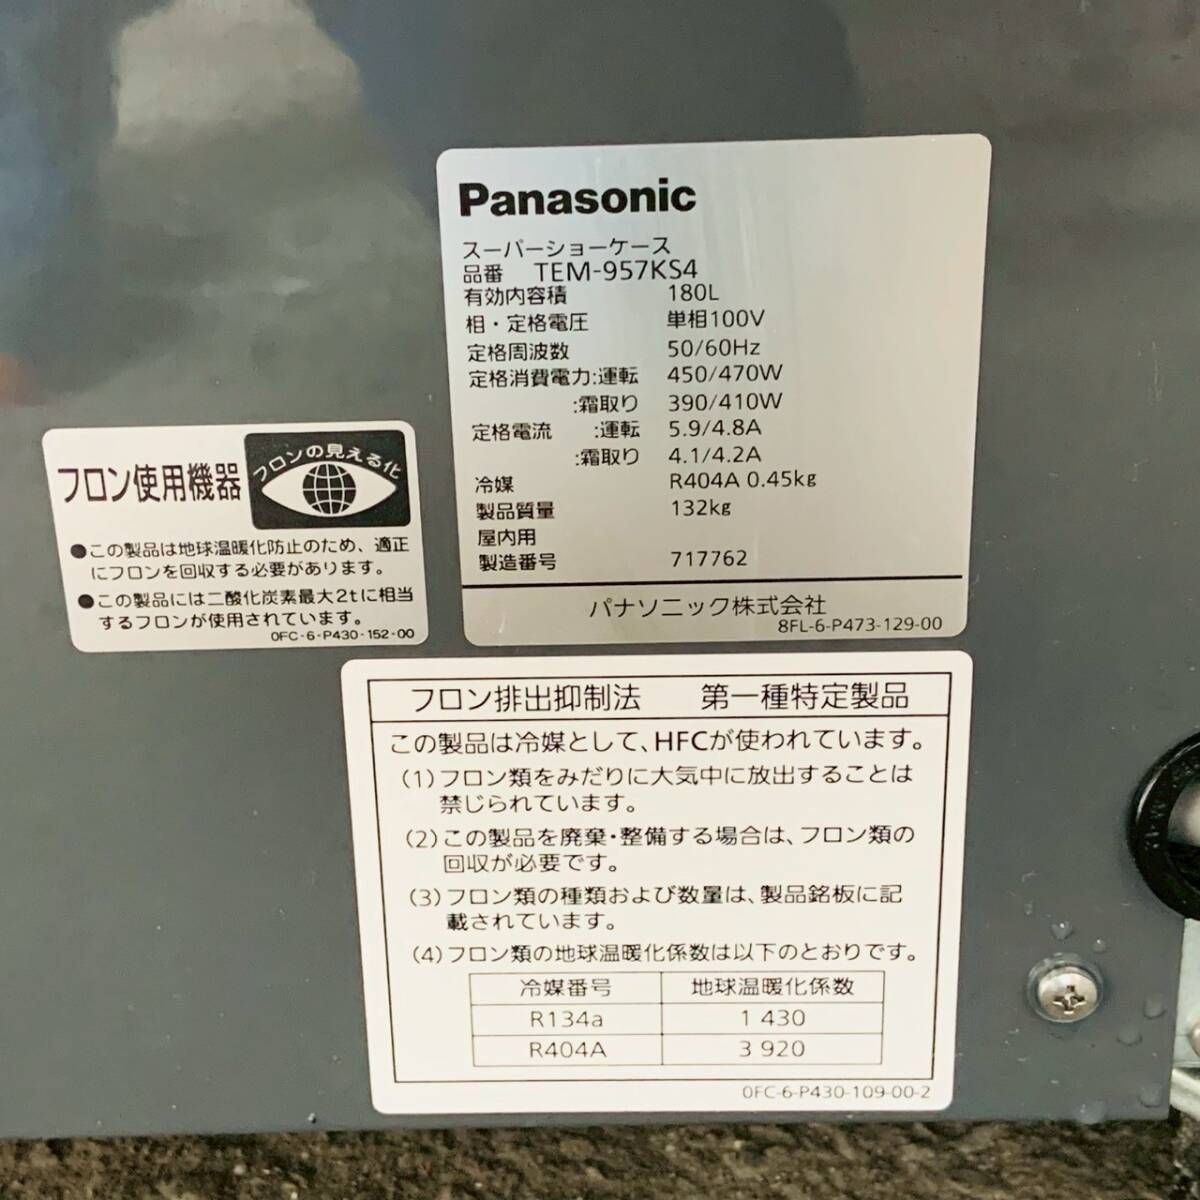 Panasonic
スーパーショーケース
品番 TEM-957KS4
有効内容積 180L
相・定格電圧 単相100V
定格周波数 50/60Hz
定格消費電力:運転 450/470W
:霜取り 390/410W
定格電流 :運転 5.9/4.8A
:霜取り 4.1/4.2A
冷媒 R404A 0.45kg
製品質量 132kg
屋内用
製造番号 717762
パナソニック株式会社
8FL-6-P473-129-00
フロン使用機器
フロンの見える化
●この製品は地球温暖化防止のため、適正
にフロンを回収する必要があります。
●この製品には二酸化炭素最大2tに相当
するフロンが使用されています。
0FC-6-P430-152-00
フロン排出抑制法 第一種特定製品
この製品は冷媒として、HFCが使われています。
(1)フロン類をみだりに大気中に放出することは
禁じられています。
(2)この製品を廃棄・整備する場合は、フロン類の
回収が必要です。
(3)フロン類の種類および数量は、製品銘板に記
載されています。
(4)フロン類の地球温暖化係数は以下のとおりです。
冷媒番号 地球温暖化係数
R134a 1 430
R404A 3 920
0FC-6-P430-109-00-2